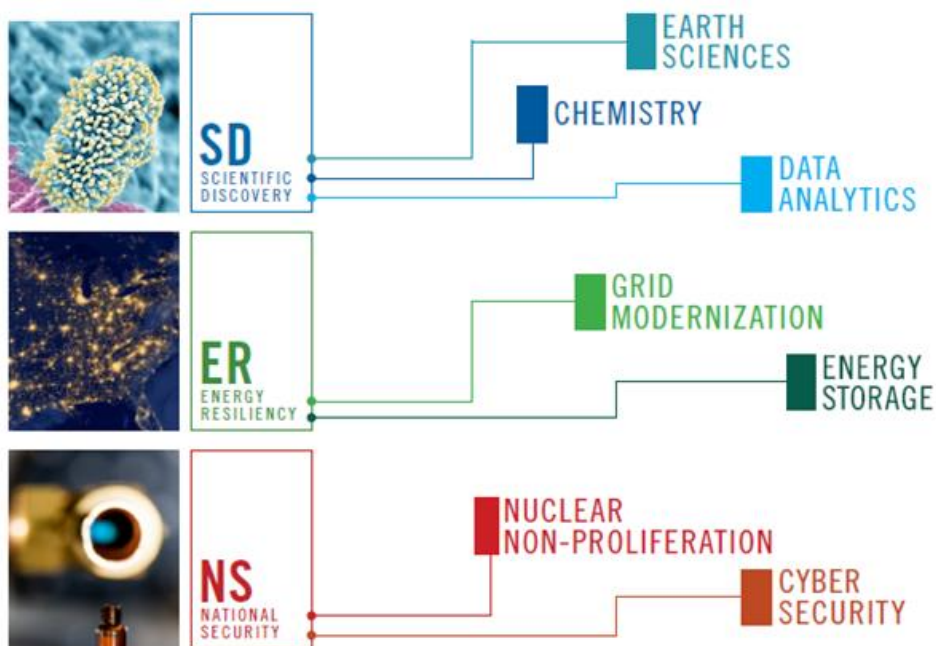 SD
SCIENTIFIC
DISCOVERY
EARTH
SCIENCES
CHEMISTRY
DATA
ANALYTICS
ER
ENERGY
RESILIENCY
GRID
MODERNIZATION
ENERGY
STORAGE
NS
NATIONAL
SECURITY
NUCLEAR
NON-PROLIFERATION
CYBER
SECURITY